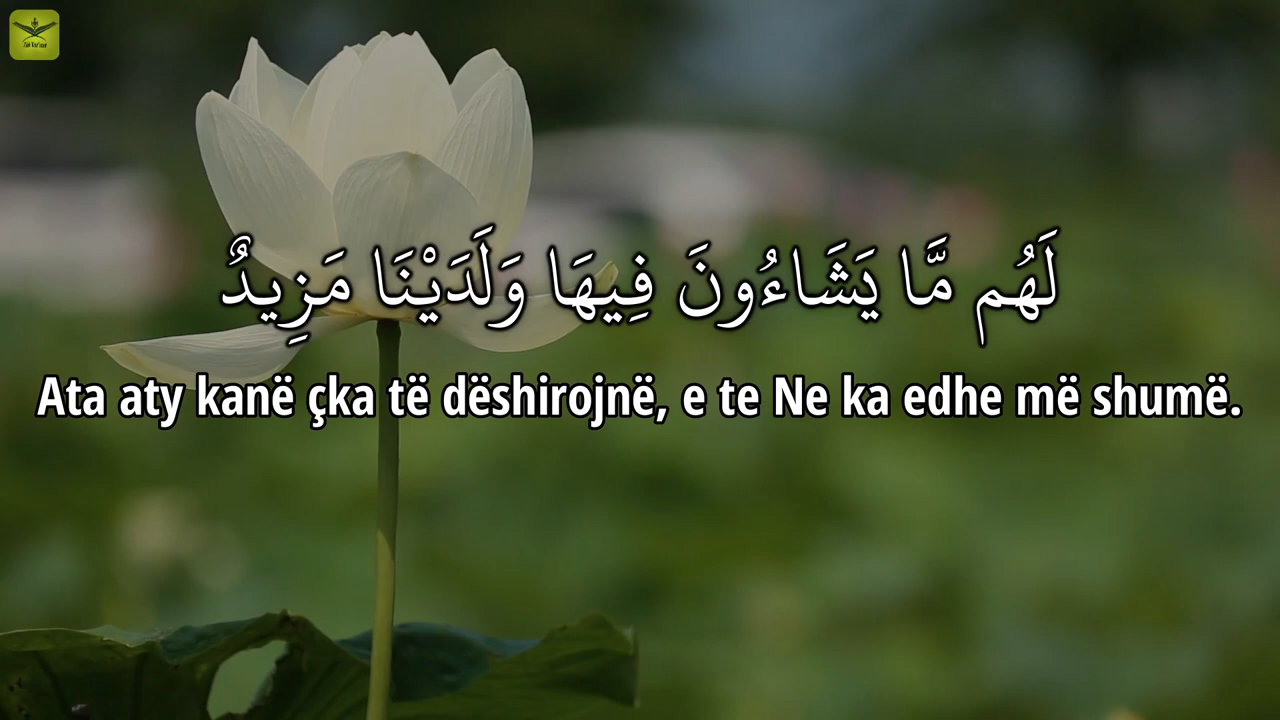 لَهُم مَّا يَشَاءُونَ فِيهَا وَلَدَيْنَا مَزِيدٌ
Ata aty kanë çka të dëshirojnë, e te Ne ka edhe më shumë.